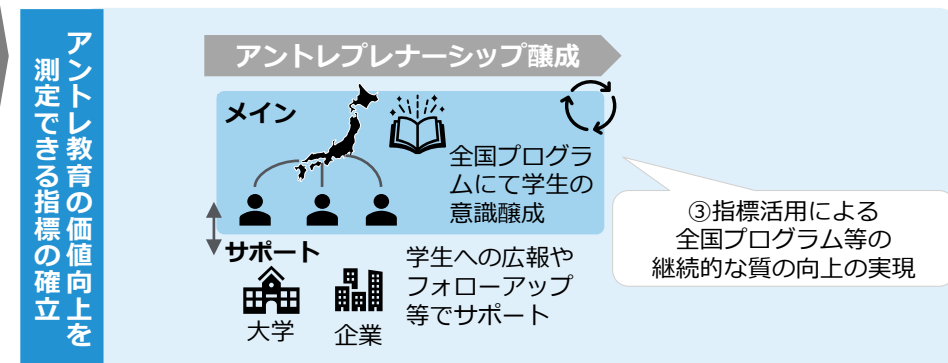 アントレ教育の価値向上を
測定できる指標の確立
アントレプレナーシップ醸成
メイン
全国プログラ
ムにて学生の
意識醸成
サポート
大学
企業
学生への広報や
フォローアップ
等でサポート
③指標活用による
全国プログラム等の
継続的な質の向上の実現